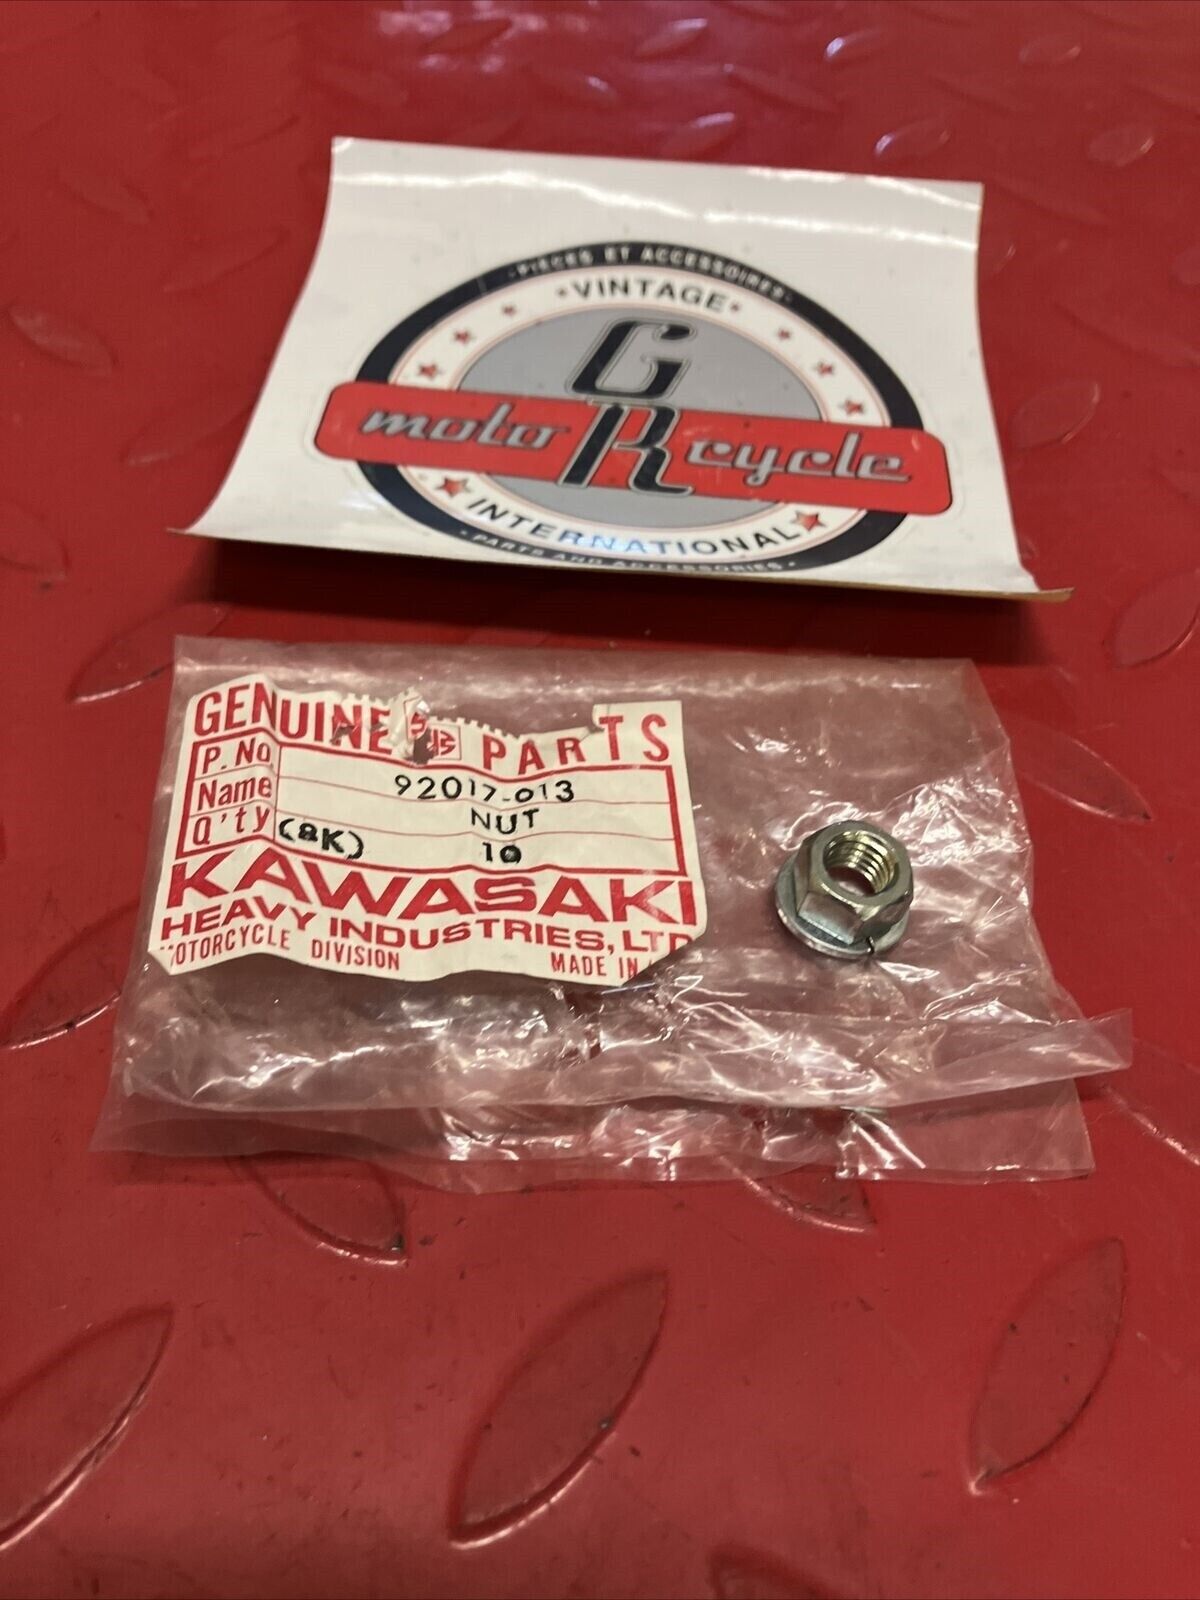 · PIÈCES ET ACCESSOIRES ·
· VINTAGE ·
G
moto R cycle
INTERNATIONAL
· PARTS AND ACCESSORIES ·
GENUINE PARTS
P. No 92017-013
Name NUT
Q'ty (8K) 10
KAWASAKI
HEAVY INDUSTRIES, LTD
MOTORCYCLE DIVISION MADE IN